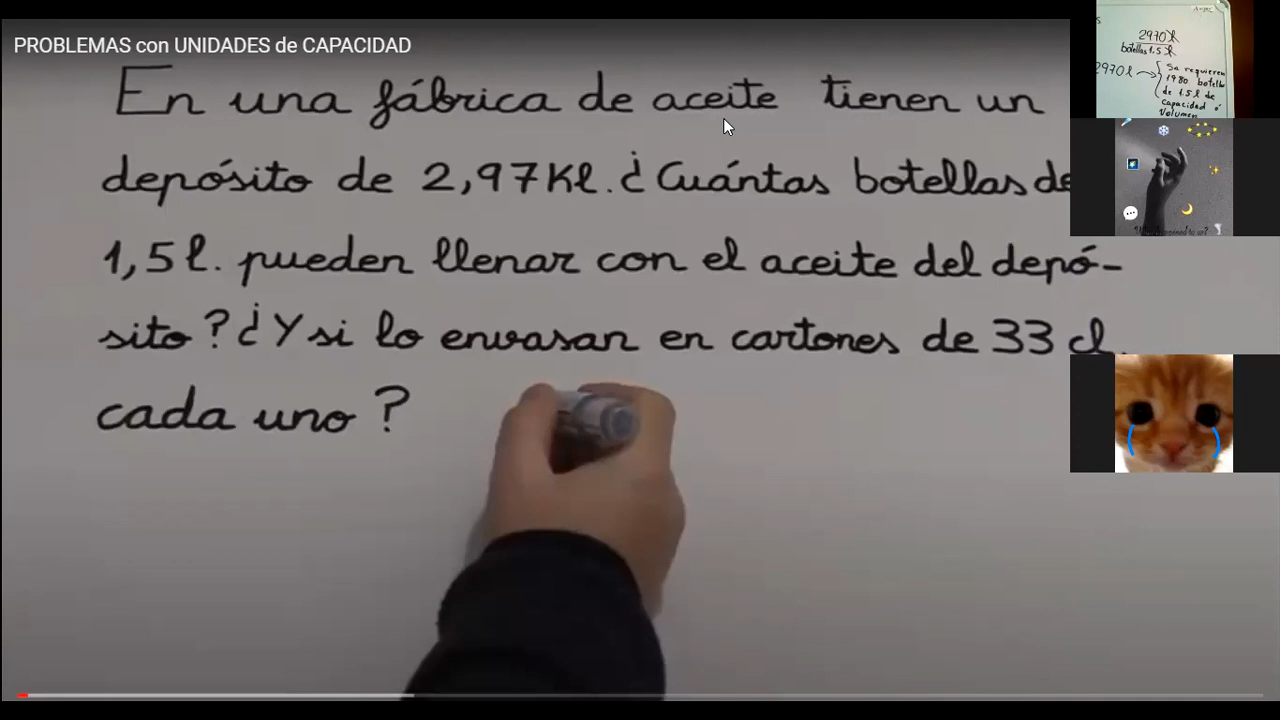 PROBLEMAS con UNIDADES de CAPACIDAD
En una fábrica de aceite tienen un
depósito de 2,97 Kl. ¿Cuántas botellas de
1,5 l. pueden llenar con el aceite del depó-
sito? ¿Y si lo envasan en cartones de 33 cl.
cada uno?
2970 l
botellas 1.5 l
2970 l
Se requieren
1980 botellas
de 1.5 l de
capacidad o
volumen